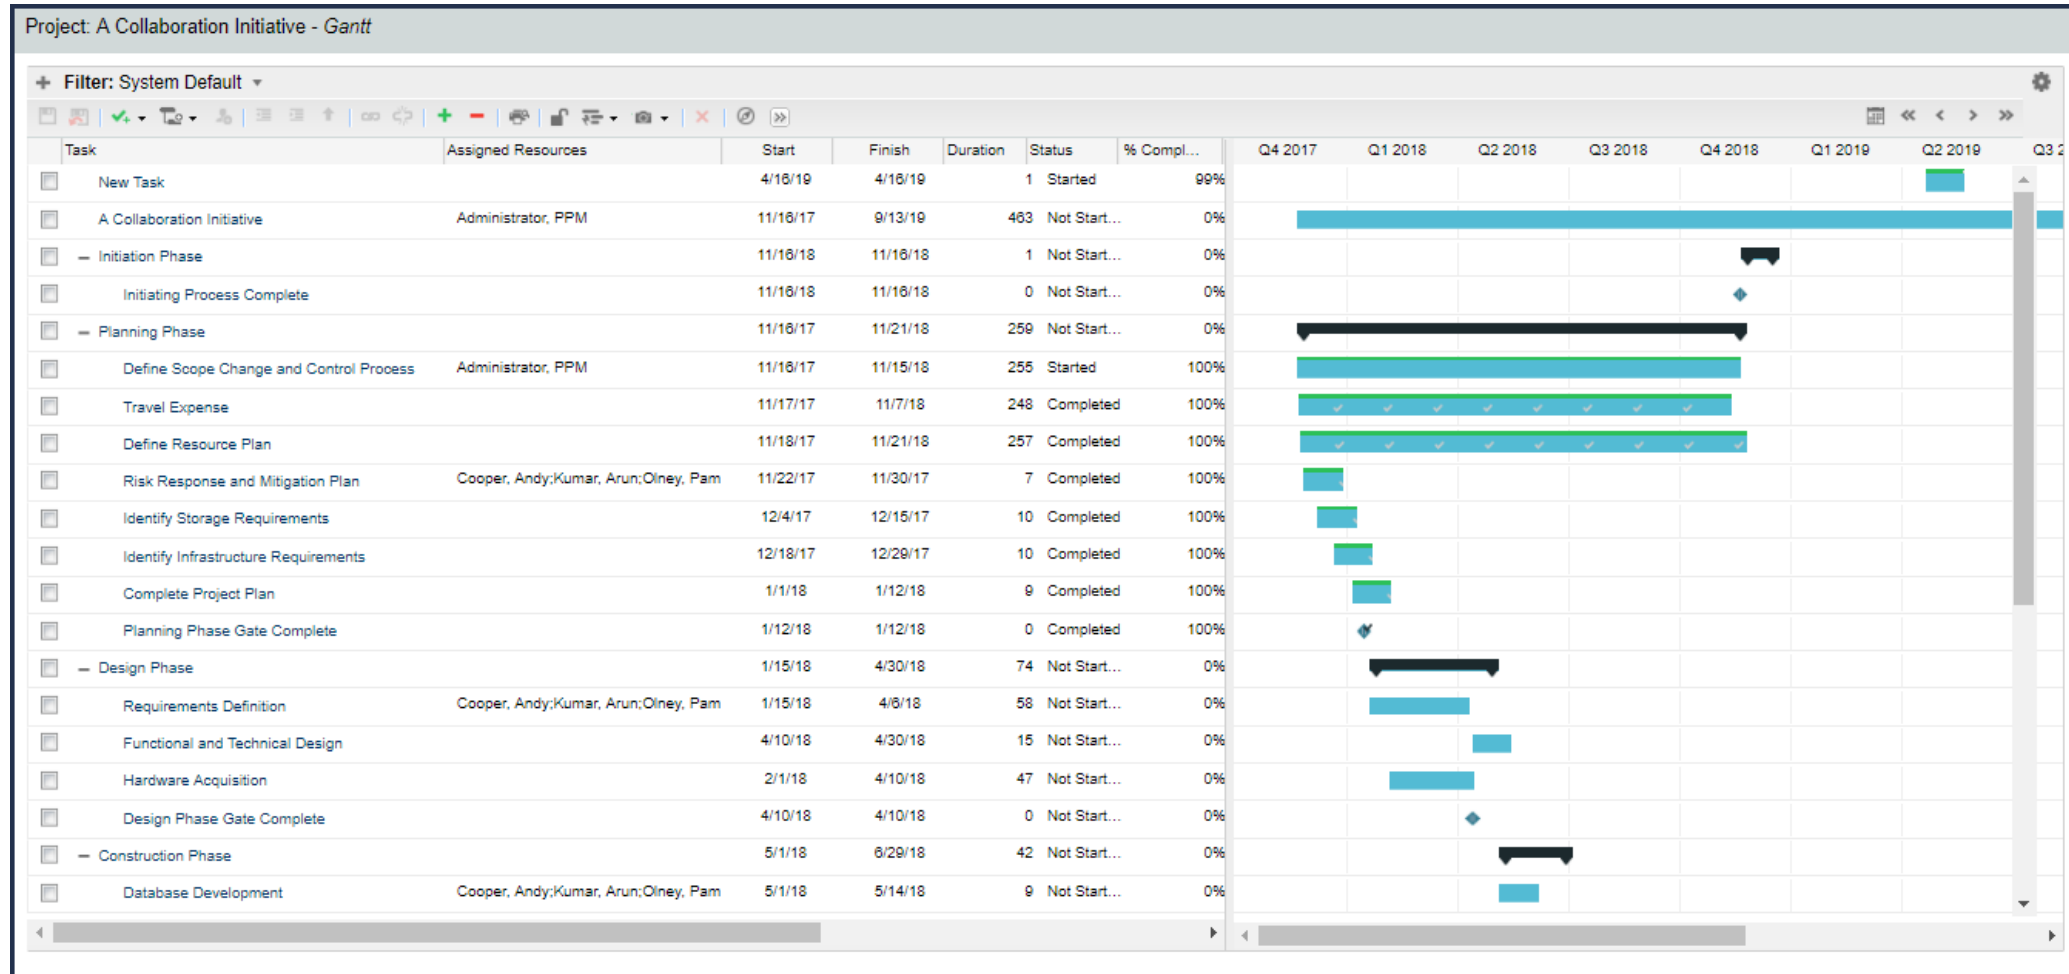 Project: A Collaboration Initiative - Gantt
Filter: System Default
Task Assigned Resources Start Finish Duration Status % Compl... Q4 2017 Q1 2018 Q2 2018 Q3 2018 Q4 2018 Q1 2019 Q2 2019 Q3 2
New Task 4/16/19 4/16/19 1 Started 99%
A Collaboration Initiative Administrator, PPM 11/16/17 9/13/19 463 Not Start... 0%
Initiation Phase 11/16/18 11/16/18 1 Not Start... 0%
Initiating Process Complete 11/16/18 11/16/18 0 Not Start... 0%
Planning Phase 11/16/17 11/21/18 259 Not Start... 0%
Define Scope Change and Control Process Administrator, PPM 11/16/17 11/15/18 255 Started 100%
Travel Expense 11/17/17 11/7/18 248 Completed 100%
Define Resource Plan 11/18/17 11/21/18 257 Completed 100%
Risk Response and Mitigation Plan Cooper, Andy;Kumar, Arun;Olney, Pam 11/22/17 11/30/17 7 Completed 100%
Identify Storage Requirements 12/4/17 12/15/17 10 Completed 100%
Identify Infrastructure Requirements 12/18/17 12/29/17 10 Completed 100%
Complete Project Plan 1/1/18 1/12/18 9 Completed 100%
Planning Phase Gate Complete 1/12/18 1/12/18 0 Completed 100%
Design Phase 1/15/18 4/30/18 74 Not Start... 0%
Requirements Definition Cooper, Andy;Kumar, Arun;Olney, Pam 1/15/18 4/6/18 58 Not Start... 0%
Functional and Technical Design 4/10/18 4/30/18 15 Not Start... 0%
Hardware Acquisition 2/1/18 4/10/18 47 Not Start... 0%
Design Phase Gate Complete 4/10/18 4/10/18 0 Not Start... 0%
Construction Phase 5/1/18 6/29/18 42 Not Start... 0%
Database Development Cooper, Andy;Kumar, Arun;Olney, Pam 5/1/18 5/14/18 9 Not Start... 0%